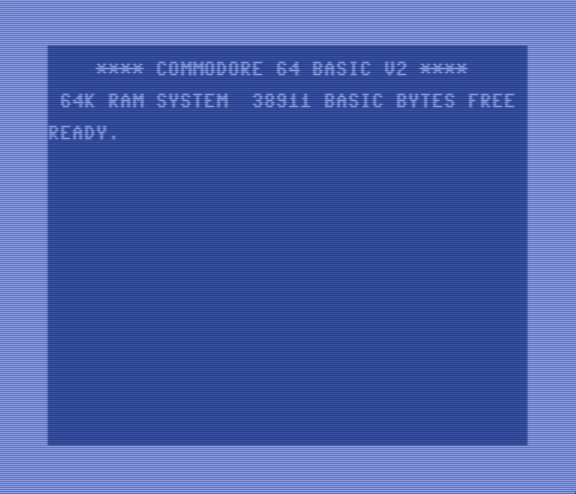 **** COMMODORE 64 BASIC V2 ****
64K RAM SYSTEM  38911 BASIC BYTES FREE
READY.